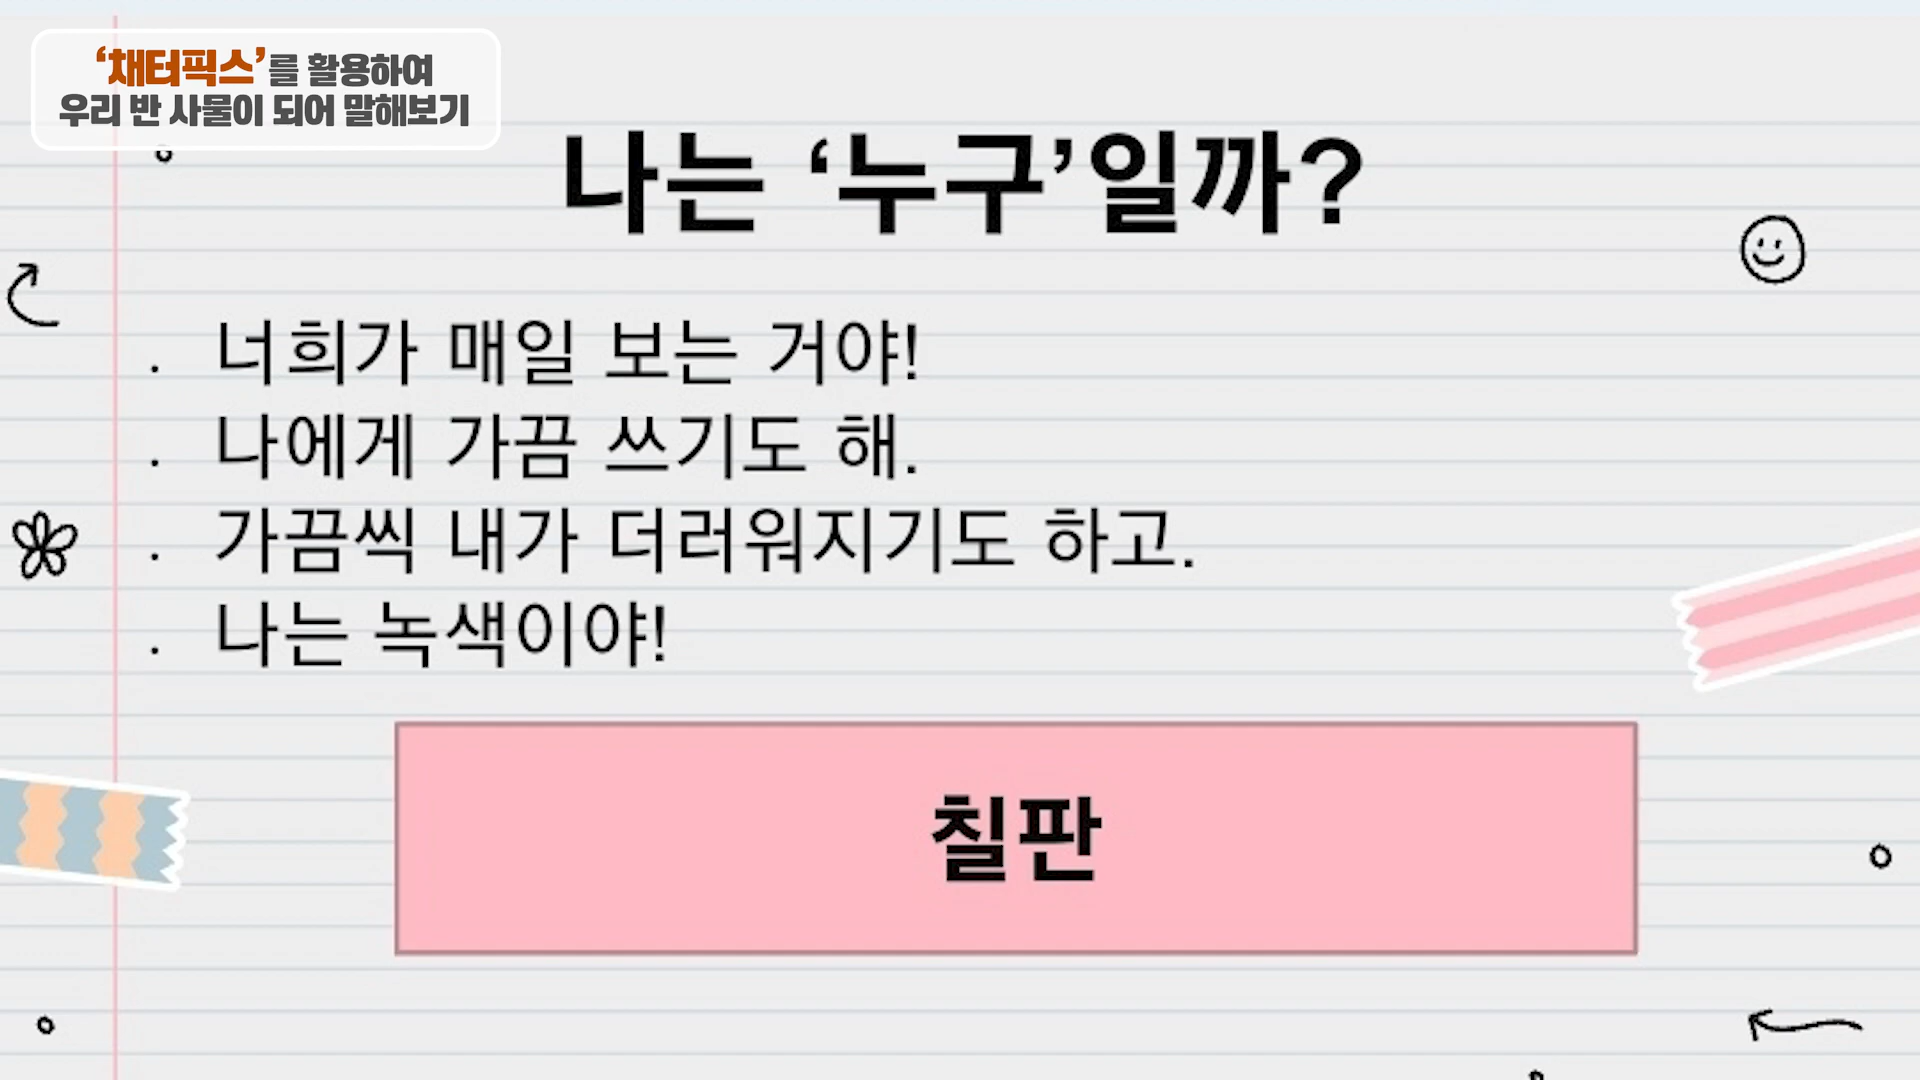 ‘채터픽스’를 활용하여
우리 반 사물이 되어 말해보기
나는 ‘누구’일까?
. 너희가 매일 보는 거야!
. 나에게 가끔 쓰기도 해.
. 가끔씩 내가 더러워지기도 하고.
. 나는 녹색이야!
칠판